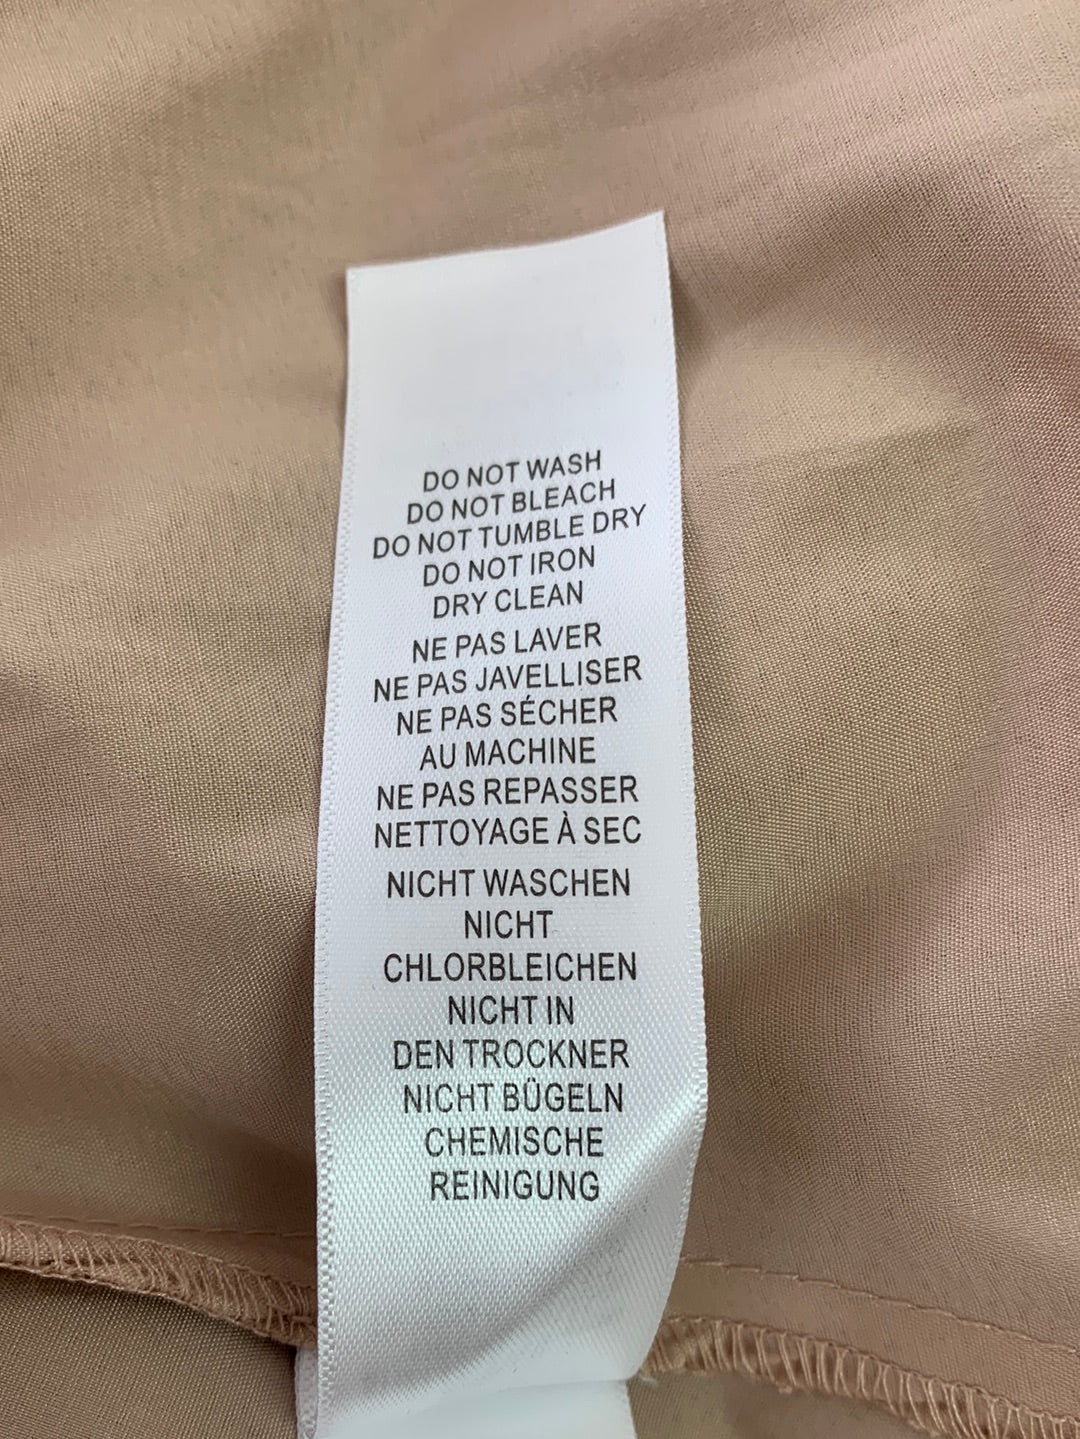 DO NOT WASH
DO NOT BLEACH
DO NOT TUMBLE DRY
DO NOT IRON
DRY CLEAN
NE PAS LAVER
NE PAS JAVELLISER
NE PAS SÉCHER
AU MACHINE
NE PAS REPASSER
NETTOYAGE À SEC
NICHT WASCHEN
NICHT
CHLORBLEICHEN
NICHT IN
DEN TROCKNER
NICHT BÜGELN
CHEMISCHE
REINIGUNG